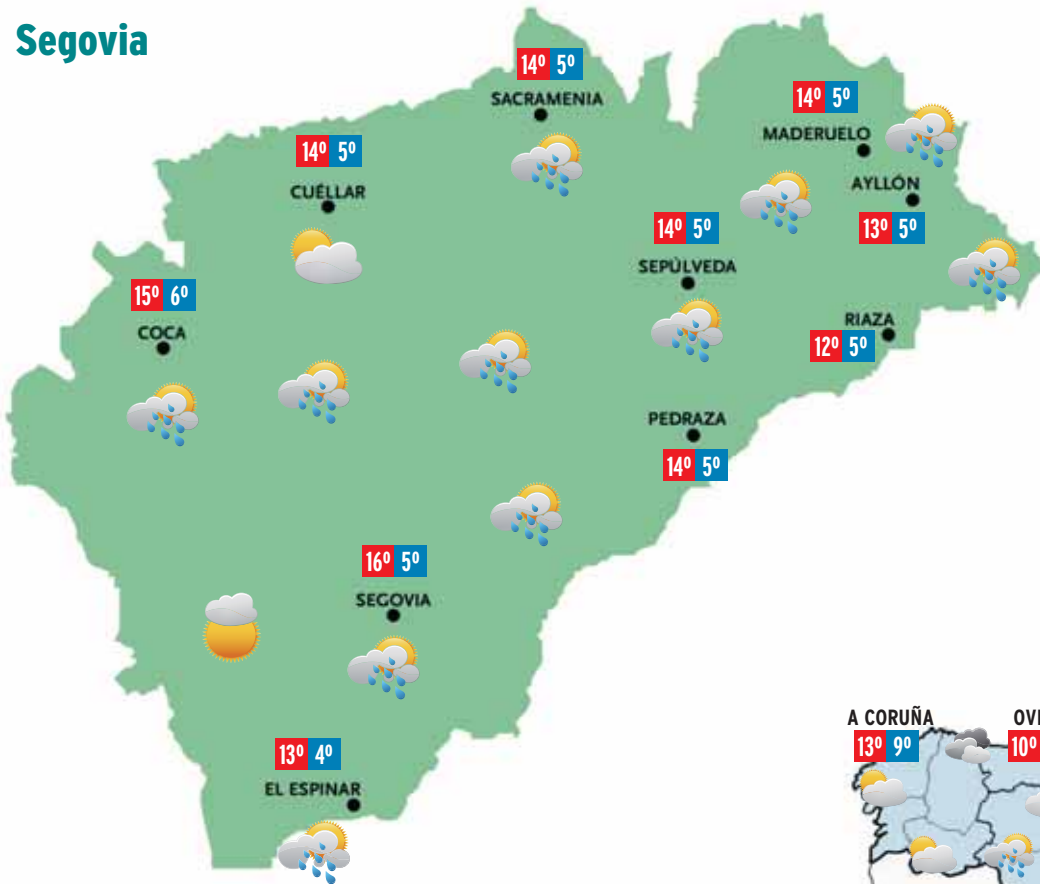 Segovia
14º 5º
SACRAMENIA
14º 5º
MADERUELO
14º 5º
CUÉLLAR
AYLLÓN
13º 5º
14º 5º
SEPÚLVEDA
15º 6º
COCA
RIAZA
12º 5º
PEDRAZA
14º 5º
16º 5º
SEGOVIA
13º 4º
EL ESPINAR
A CORUÑA
13º 9º
10º